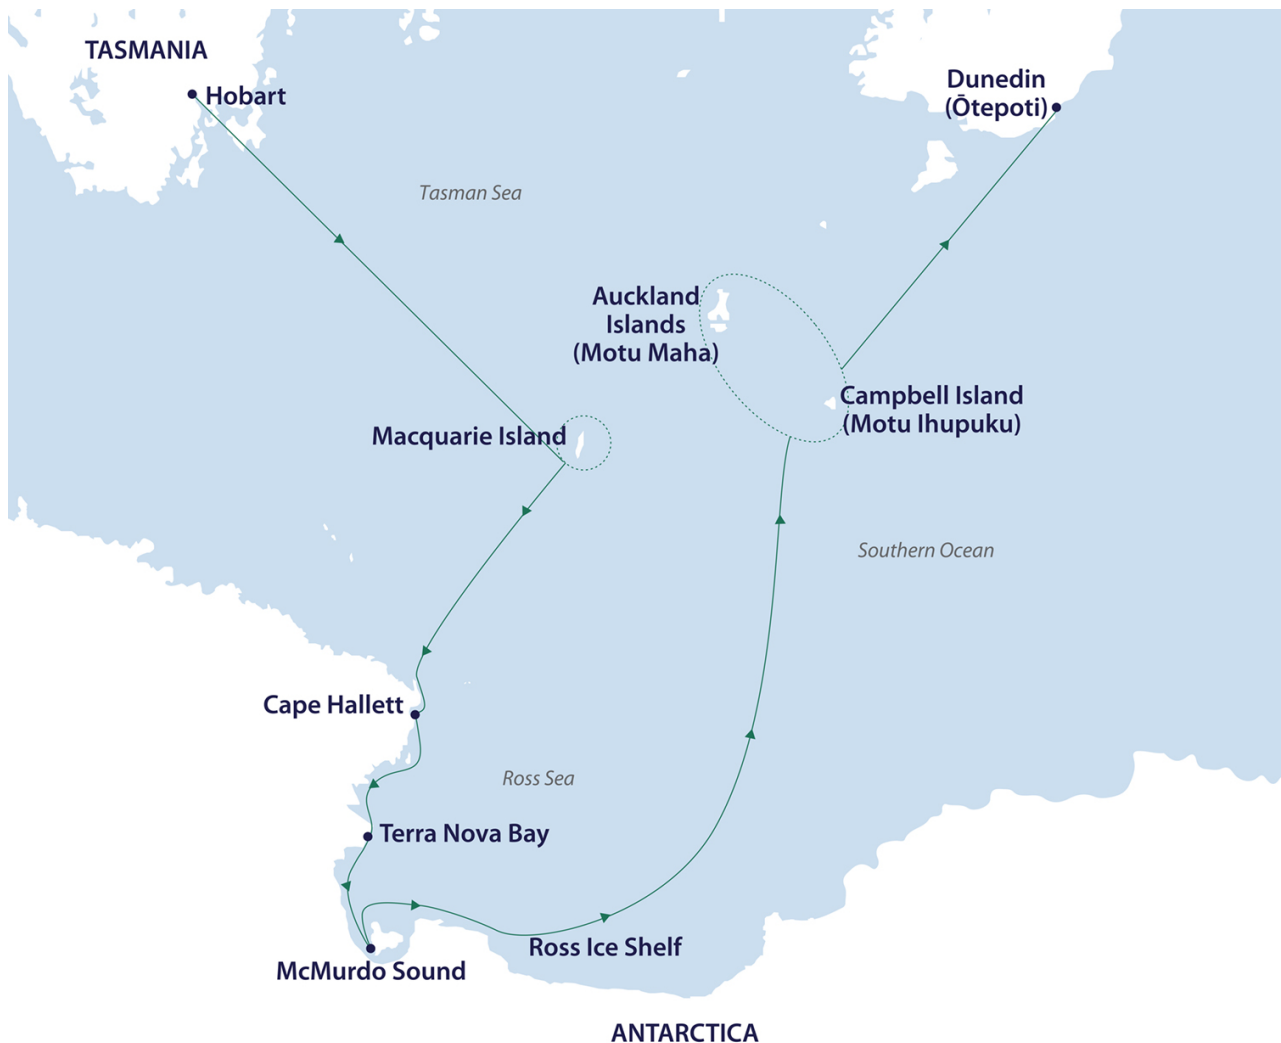 TASMANIA
Hobart
Dunedin
(Ōtepoti)
Tasman Sea
Auckland
Islands
(Motu Maha)
Campbell Island
(Motu Ihupuku)
Macquarie Island
Southern Ocean
Cape Hallett
Ross Sea
Terra Nova Bay
Ross Ice Shelf
McMurdo Sound
ANTARCTICA